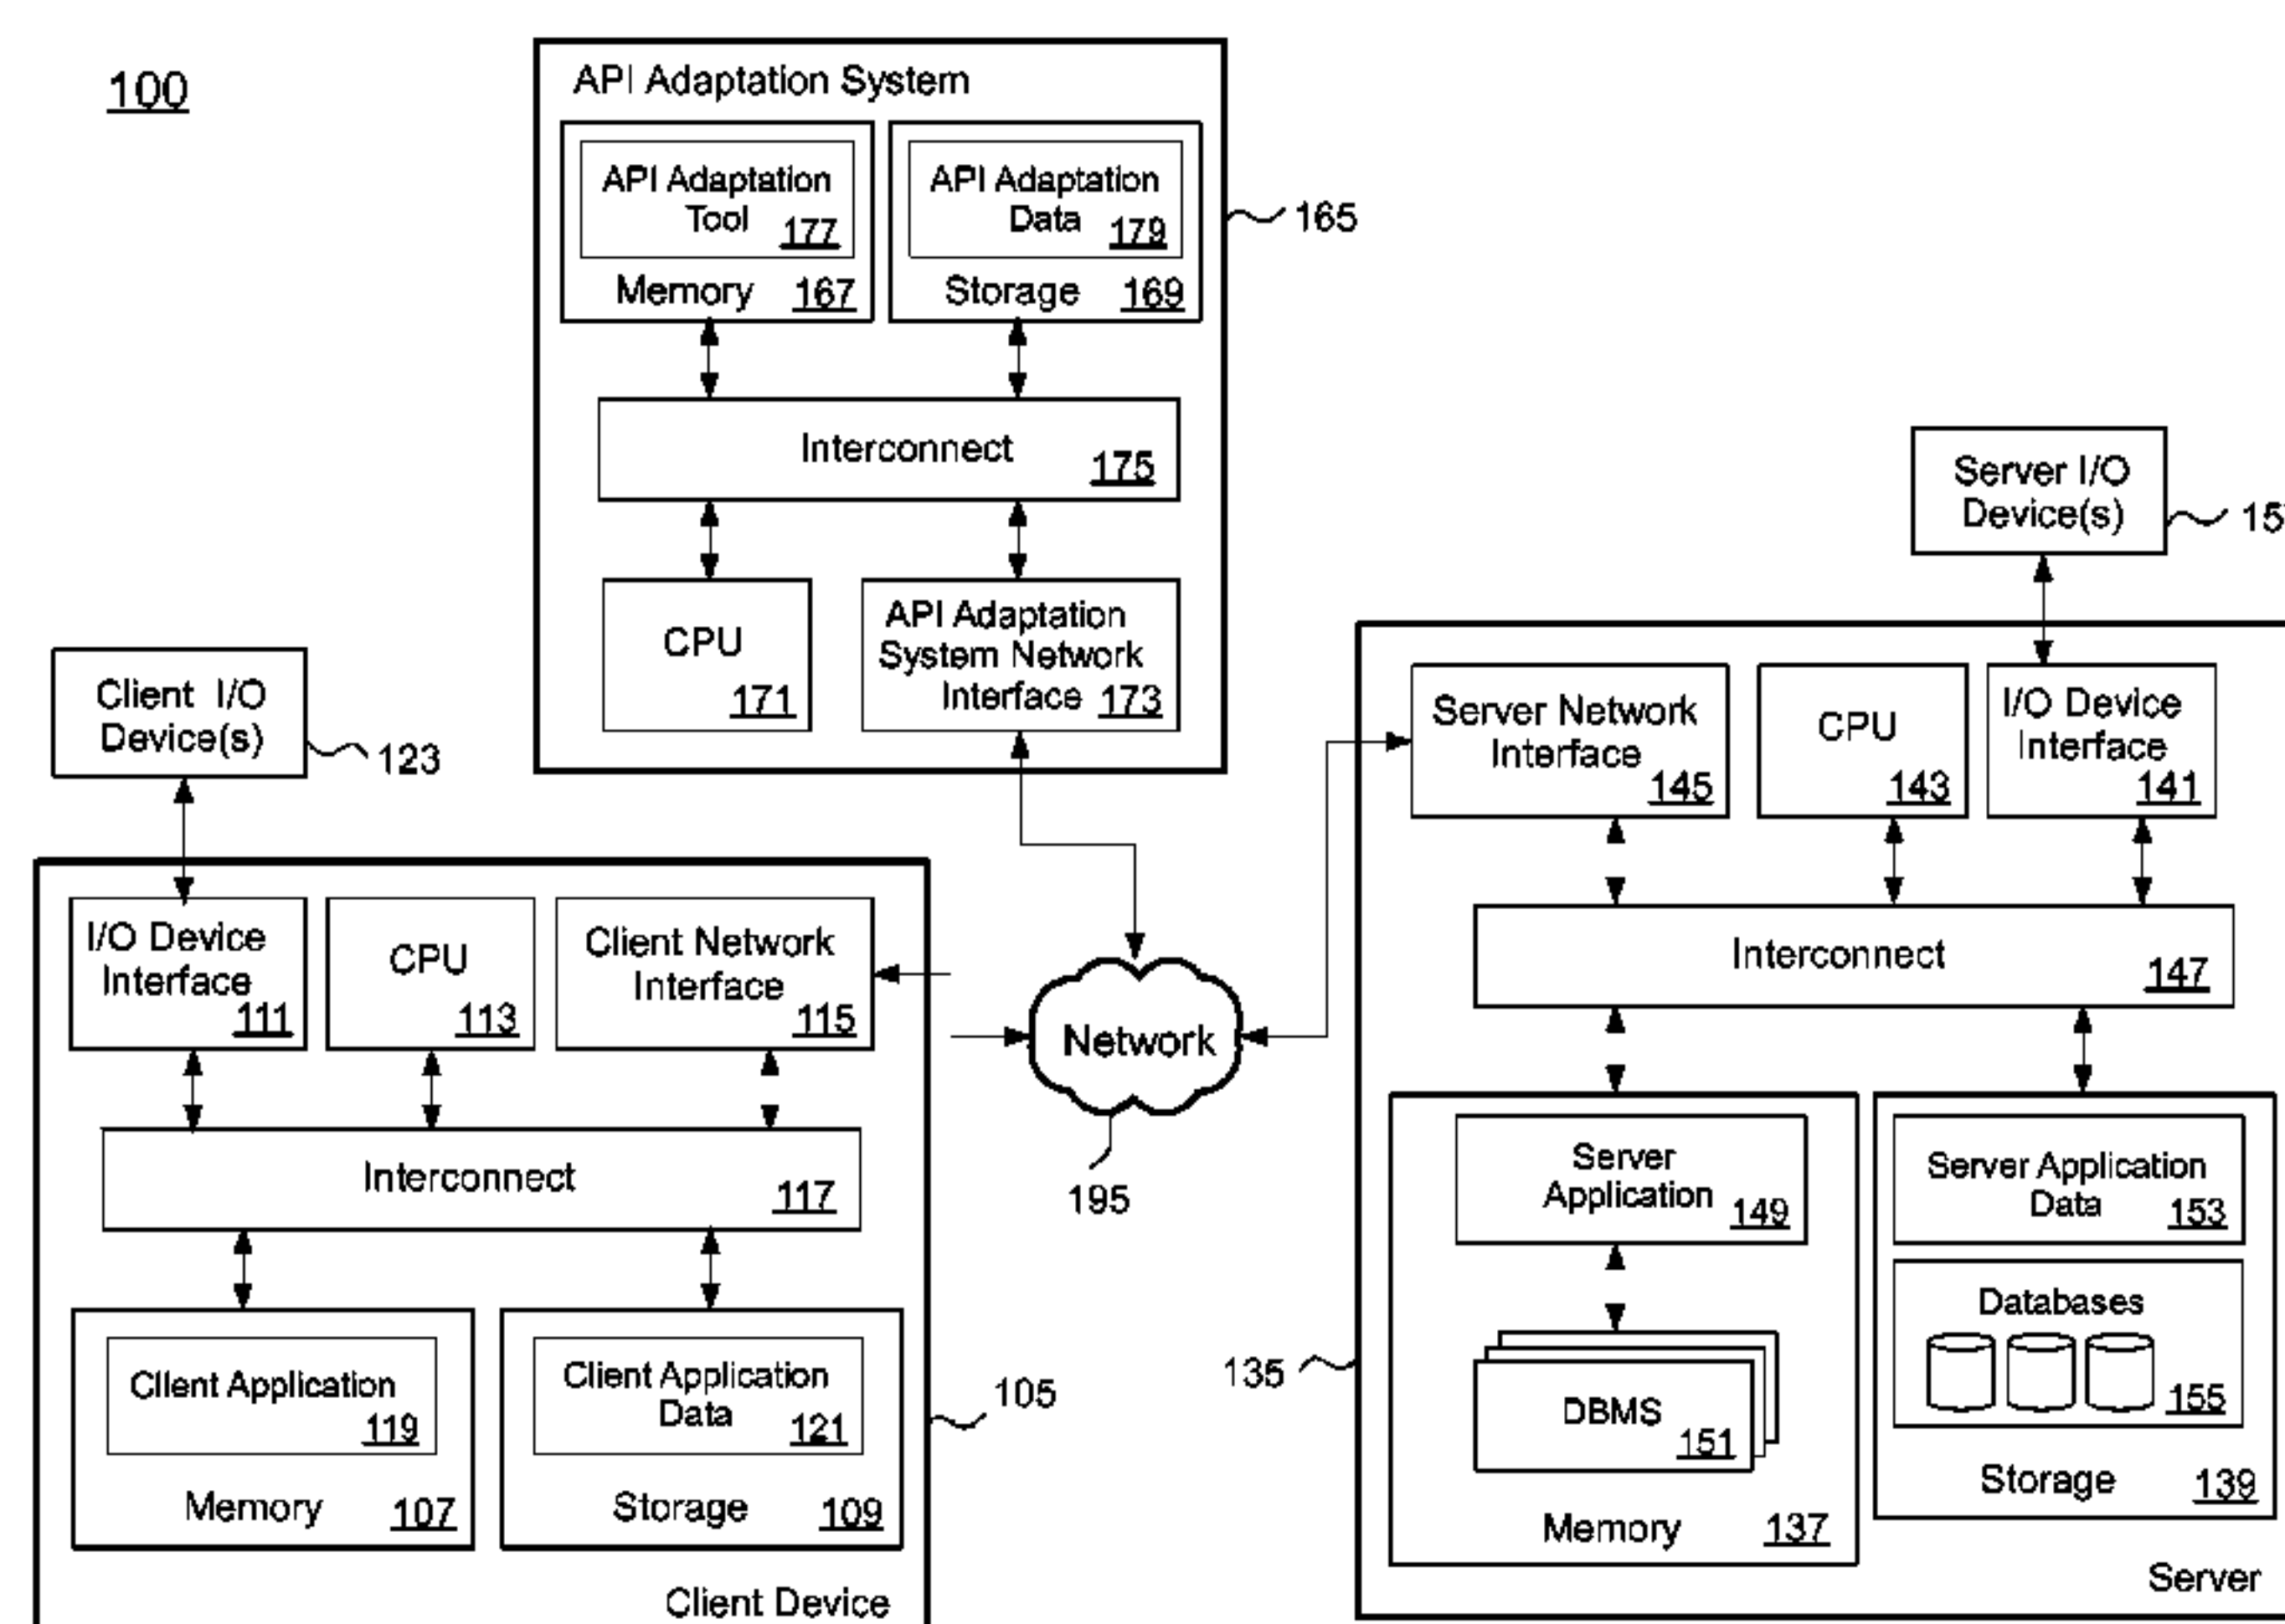 100
API Adaptation System
API Adaptation
Tool 177
Memory 167
API Adaptation
Data 179
Storage 169
165
Interconnect 175
CPU
171
API Adaptation
System Network
Interface 173
Client I/O
Device(s)
123
I/O Device
Interface
111
CPU
113
Client Network
Interface
115
Interconnect
117
Client Application
119
Memory 107
Client Application
Data 121
Storage 109
105
Client Device
Network
195
Server I/O
Device(s)
Server Network
Interface
145
CPU
143
I/O Device
Interface
141
Interconnect
147
Server
Application 149
DBMS
151
Memory 137
135
Server Application
Data 153
Databases
155
Storage 139
Server